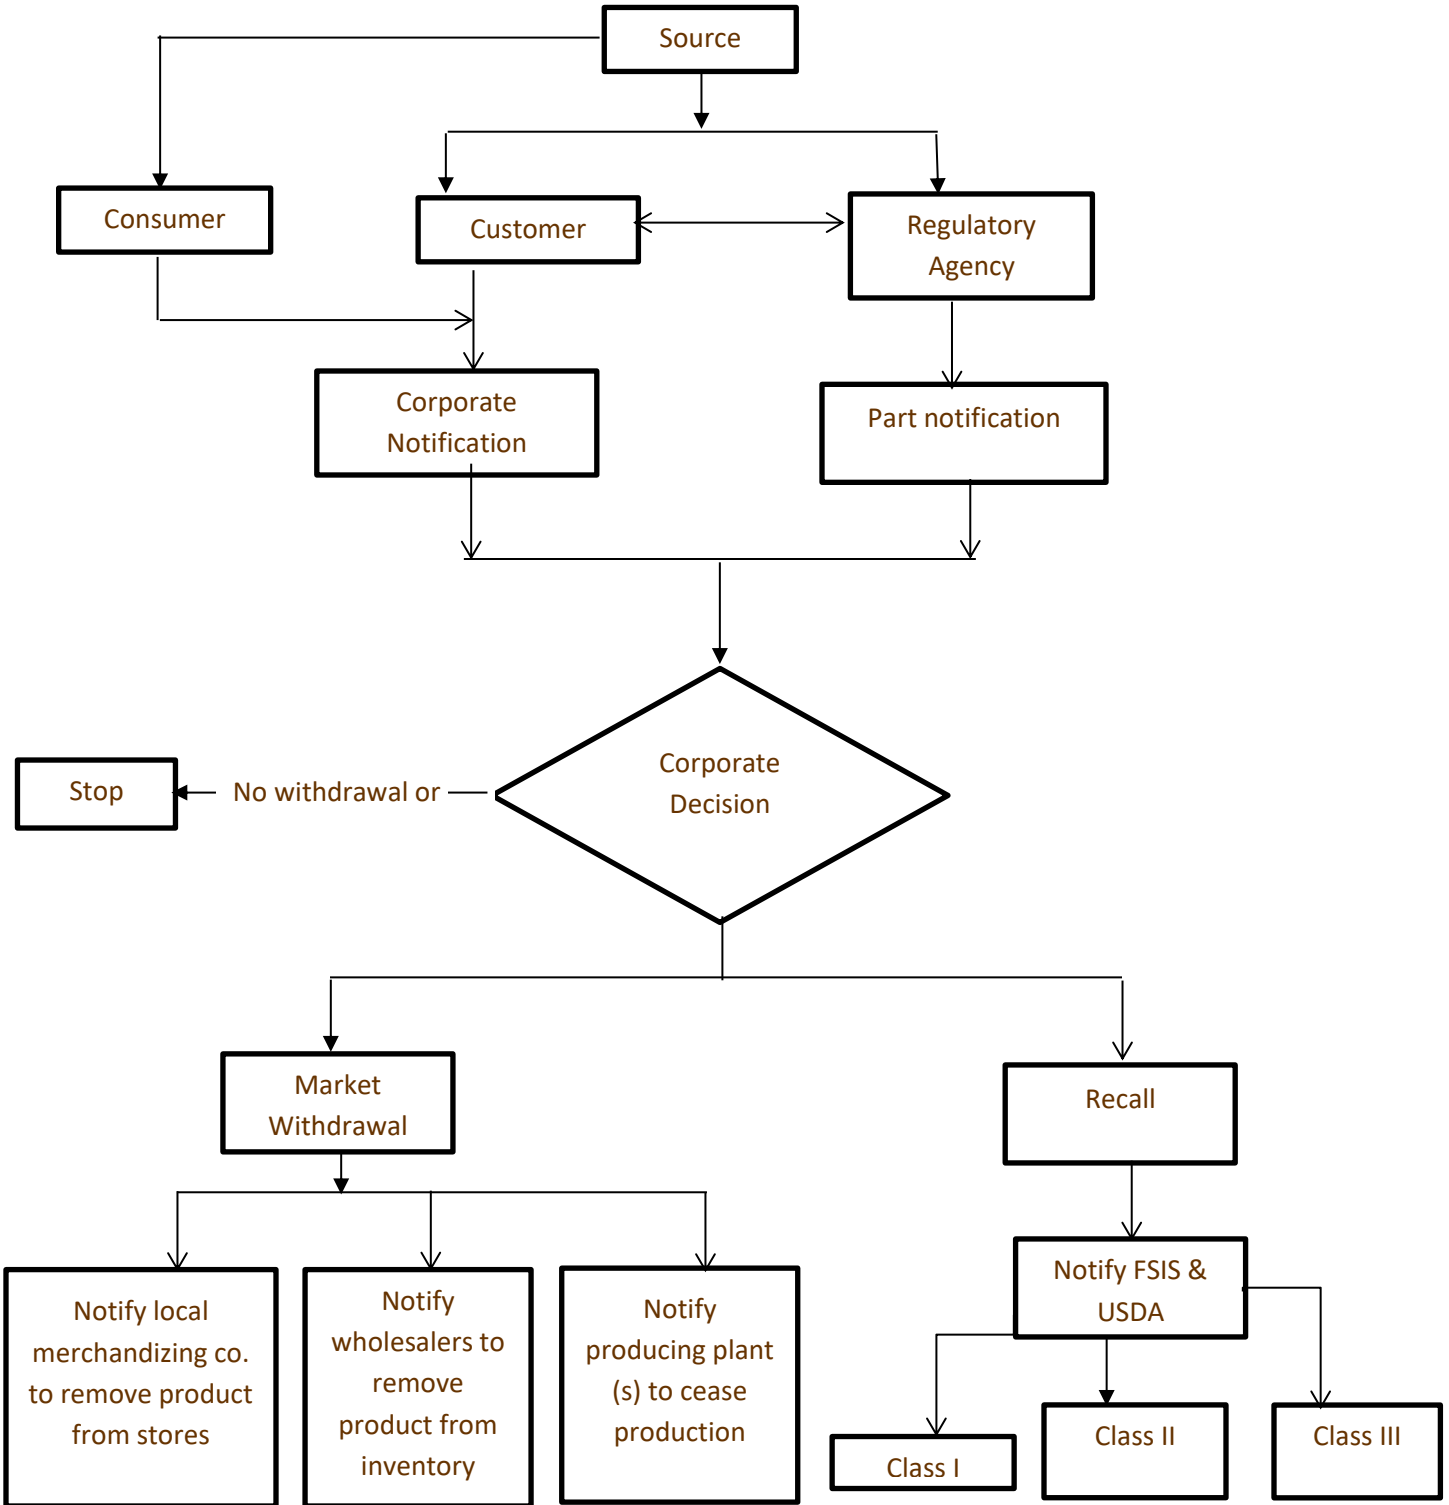 Source
Consumer
Customer
Regulatory
Agency
Corporate
Notification
Part notification
Corporate
Decision
Stop
No withdrawal or
Market
Withdrawal
Recall
Notify local
merchandizing co.
to remove product
from stores
Notify
wholesalers to
remove
product from
inventory
Notify
producing plant
(s) to cease
production
Notify FSIS &
USDA
Class I
Class II
Class III